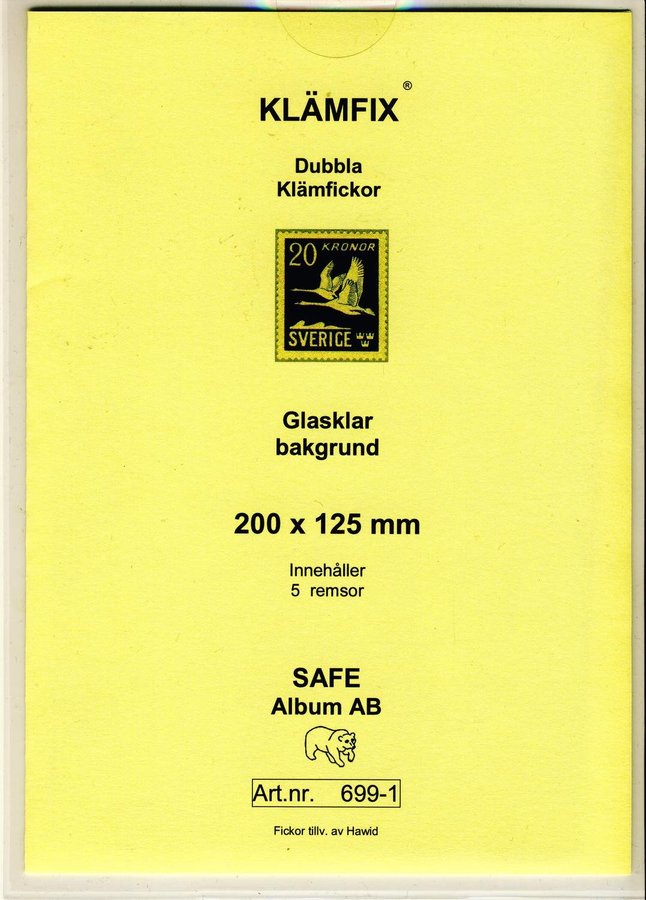 KLÄMFIX®
Dubbla
Klämfickor
20 KRONOR
SVERIGE
Glasklar
bakgrund
200 x 125 mm
Innehåller
5 remsor
SAFE
Album AB
Art.nr. 699-1
Fickor tillv. av Hawid